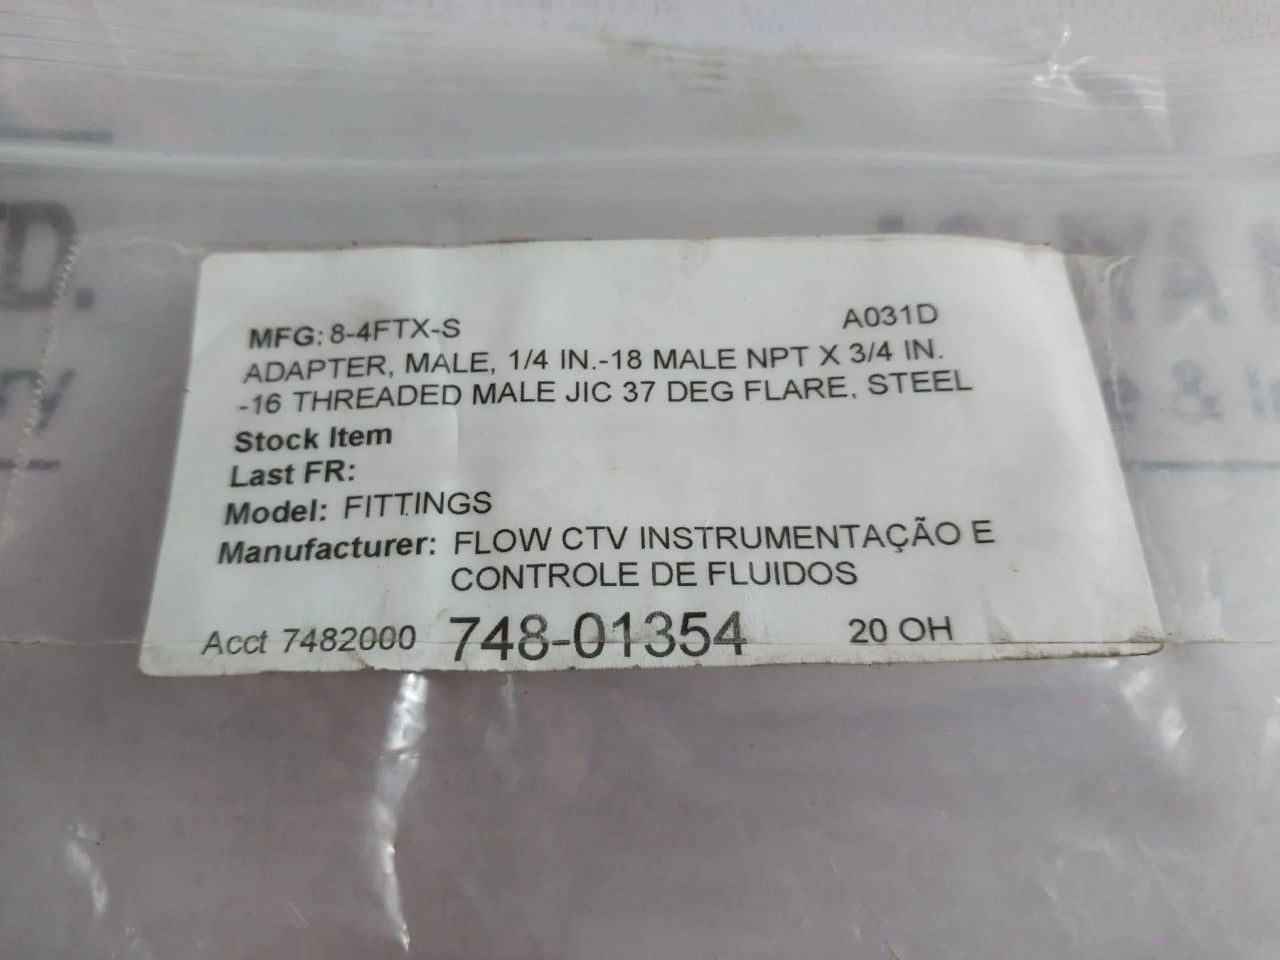 D.
ry
& e
MFG: 8-4FTX-S A031D
ADAPTER, MALE, 1/4 IN.-18 MALE NPT X 3/4 IN.
-16 THREADED MALE JIC 37 DEG FLARE, STEEL
Stock Item
Last FR:
Model: FITTINGS
Manufacturer: FLOW CTV INSTRUMENTAÇÃO E
CONTROLE DE FLUIDOS
Acct 7482000 748-01354 20 OH